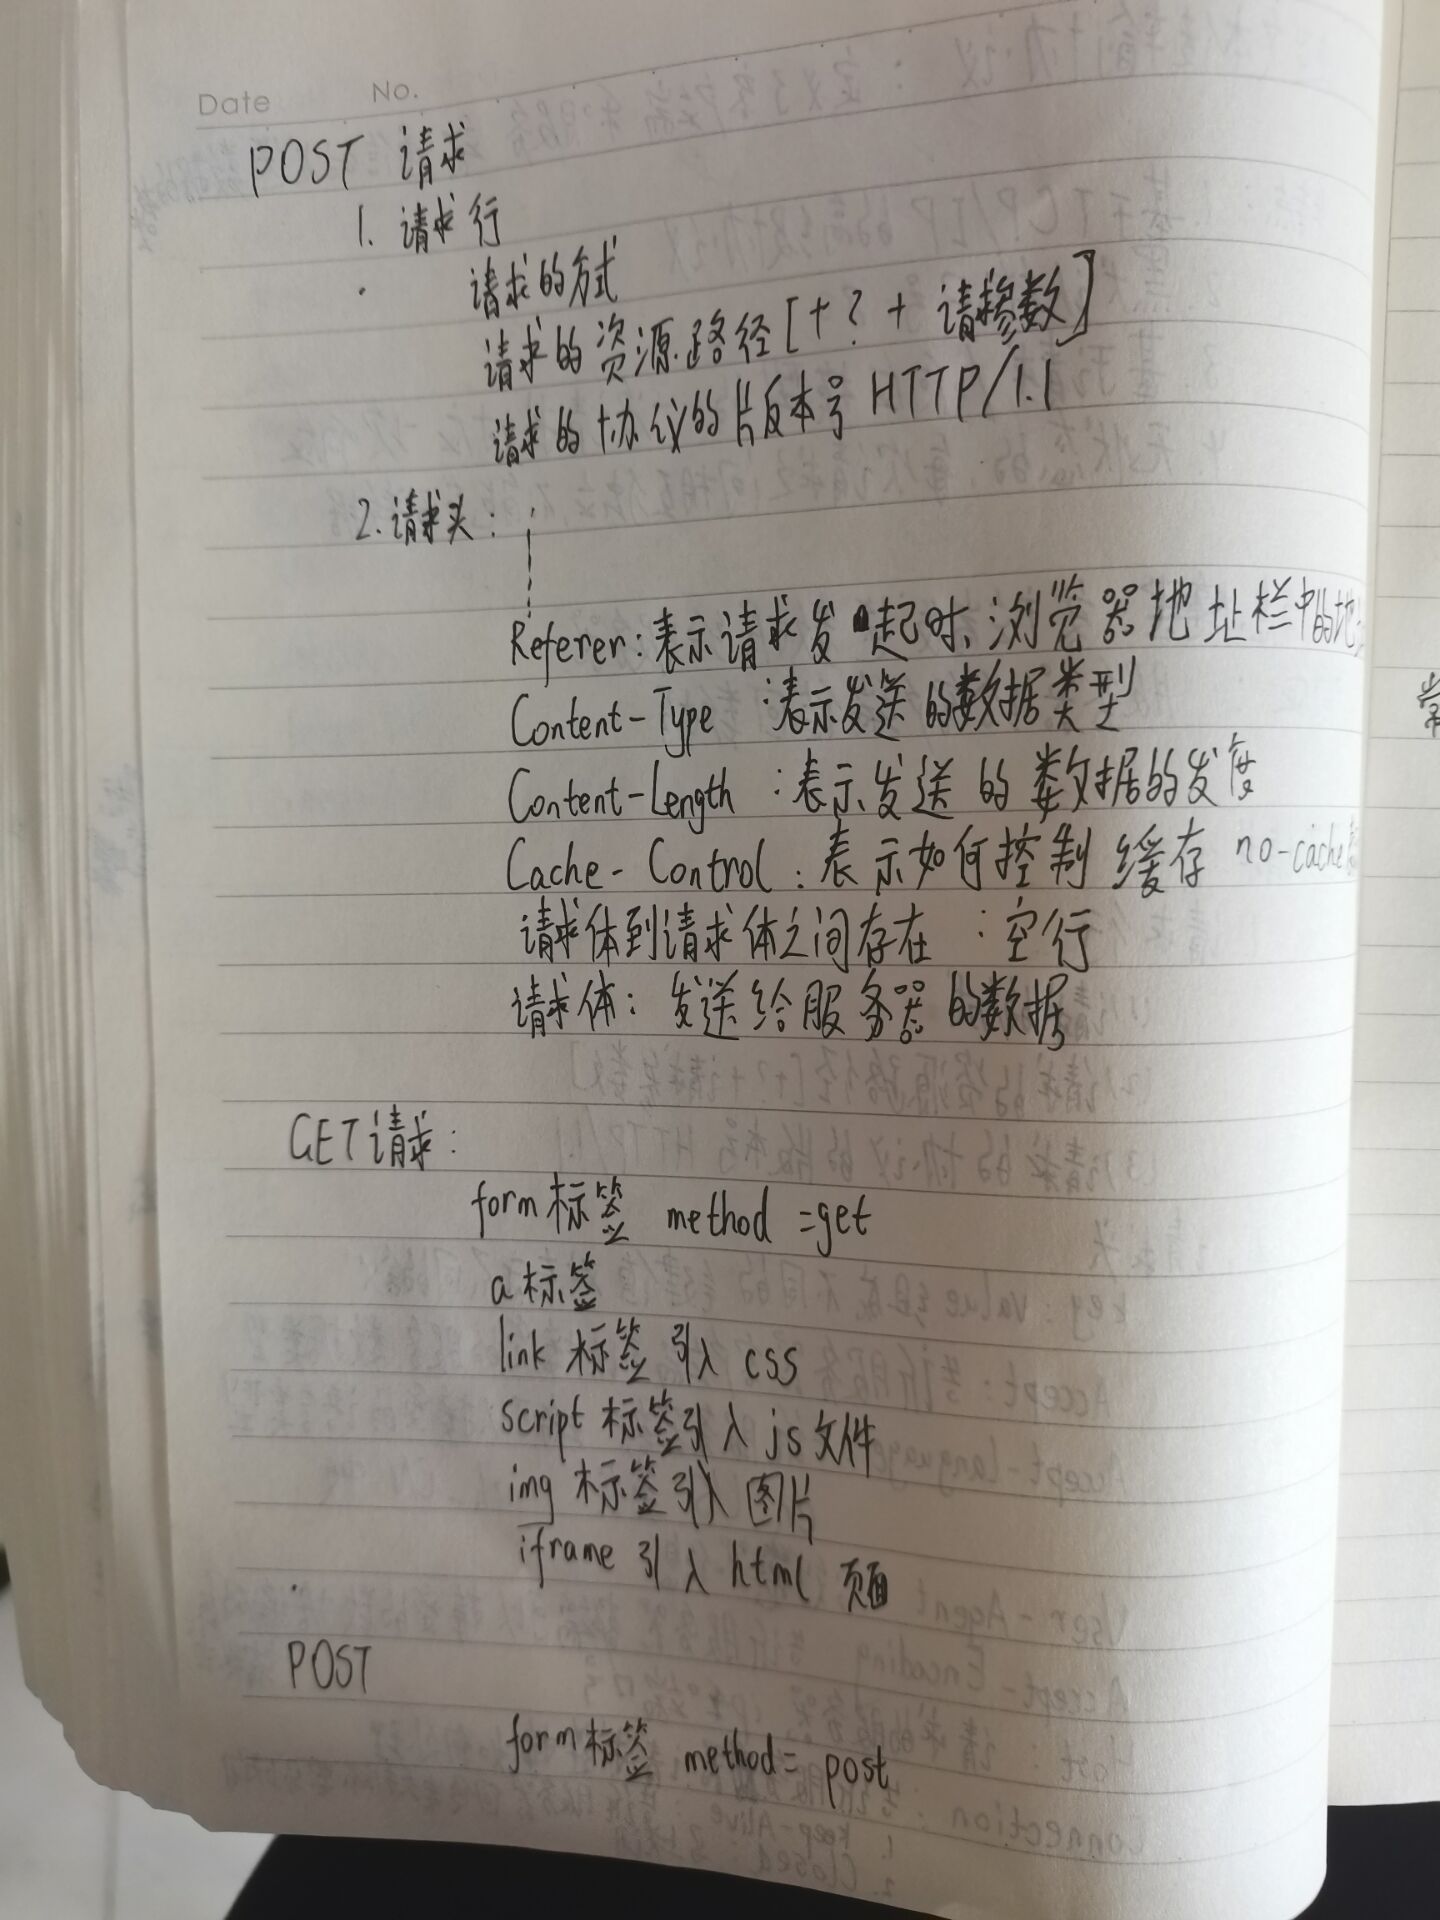 Date No.
POST 请求
1. 请求行
请求的方式
请求的资源路径[+?+ 请求参数]
请求的协议的版本号 HTTP/1.1
2. 请求头:
Referer:表示请求发起时,浏览器地址栏中的地
Content-Type :表示发送的数据类型
Content-Length :表示发送的数据的发度
Cache-Control:表示如何控制缓存 no-cache
请求体到请求体之间存在 :空行
请求体: 发送给服务器的数据
GET请求:
form标签 method =get
a标签
link 标签 引入 css
script 标签引入 js文件
img 标签引入 图片
iframe 引入 html 页面
POST
form标签 method= post